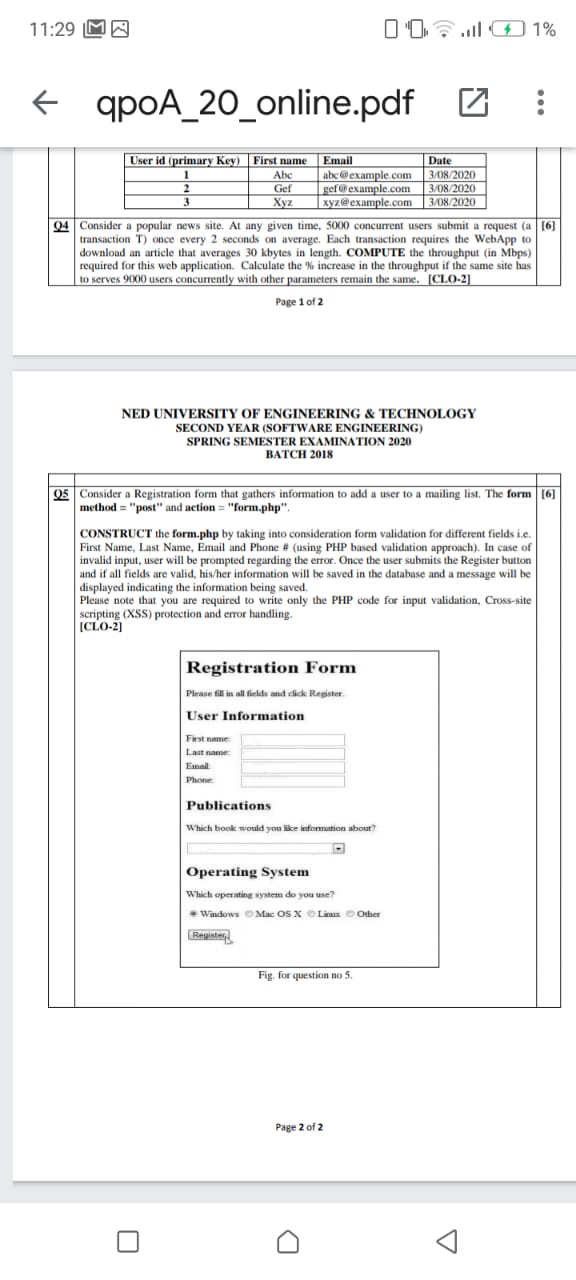 11:29 1%
qpoA_20_online.pdf
User id (primary Key) First name Email Date
1 Abc abc@example.com 3/08/2020
2 Gef gef@example.com 3/08/2020
3 Xyz xyz@example.com 3/08/2020
Q4 Consider a popular news site. At any given time, 5000 concurrent users submit a request (a [6]
transaction T) once every 2 seconds on average. Each transaction requires the WebApp to
download an article that averages 30 kbytes in length. COMPUTE the throughput (in Mbps)
required for this web application. Calculate the % increase in the throughput if the same site has
to serves 9000 users concurrently with other parameters remain the same. [CLO-2]
Page 1 of 2
NED UNIVERSITY OF ENGINEERING & TECHNOLOGY
SECOND YEAR (SOFTWARE ENGINEERING)
SPRING SEMESTER EXAMINATION 2020
BATCH 2018
Q5 Consider a Registration form that gathers information to add a user to a mailing list. The form [6]
method = "post" and action = "form.php".
CONSTRUCT the form.php by taking into consideration form validation for different fields i.e.
First Name, Last Name, Email and Phone # (using PHP based validation approach). In case of
invalid input, user will be prompted regarding the error. Once the user submits the Register button
and if all fields are valid, his/her information will be saved in the database and a message will be
displayed indicating the information being saved.
Please note that you are required to write only the PHP code for input validation, Cross-site
scripting (XSS) protection and error handling.
[CLO-2]
Registration Form
Please fill in all fields and click Register.
User Information
First name:
Last name:
Email:
Phone:
Publications
Which book would you like information about?
Operating System
Which operating system do you use?
Windows Mac OS X Linux Other
Register
Fig. for question no 5.
Page 2 of 2